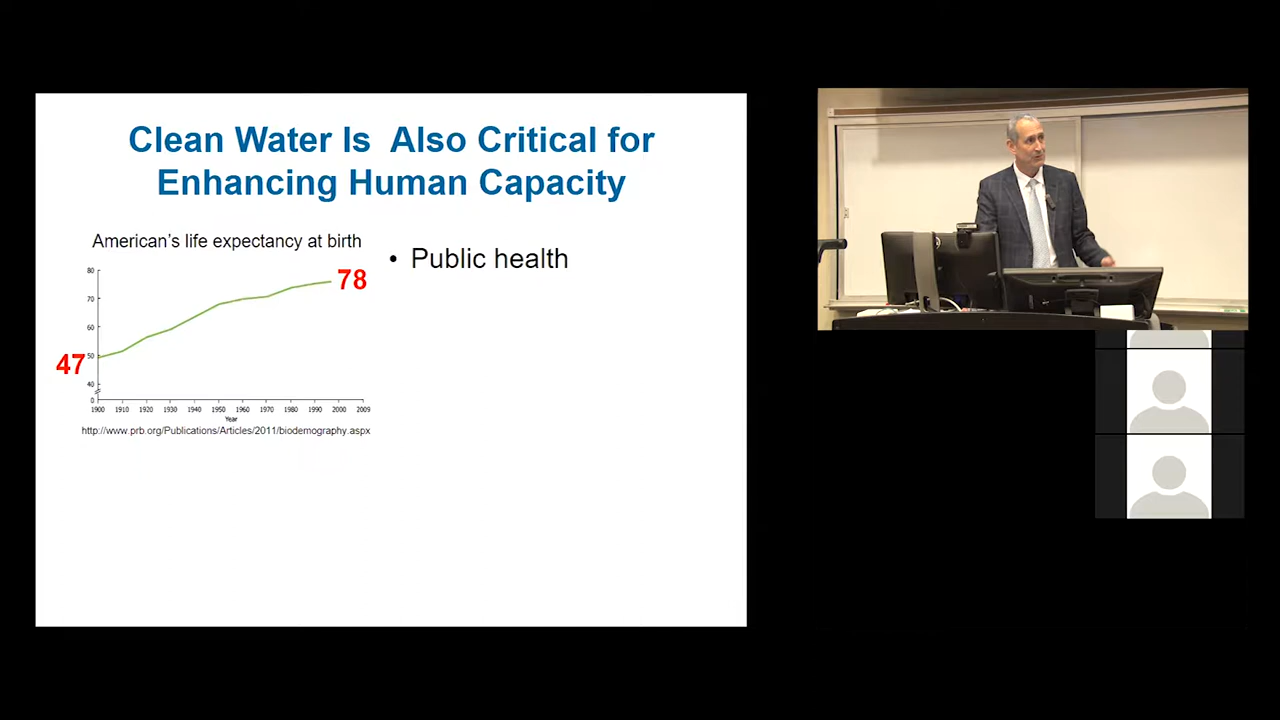 Clean Water Is Also Critical for
Enhancing Human Capacity
American's life expectancy at birth
80
70
60
50
40
0
47
78
1900 1910 1920 1930 1940 1950 1960 1970 1980 1990 2000 2009
Year
http://www.prb.org/Publications/Articles/2011/biodemography.aspx
• Public health